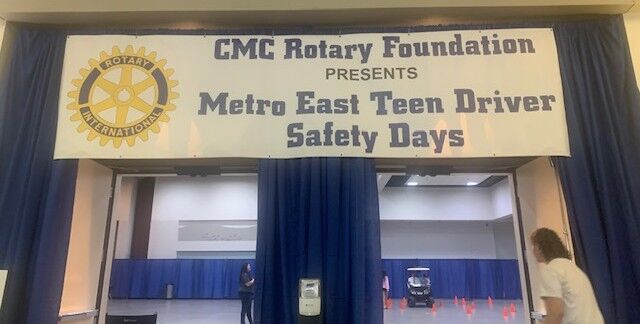 ROTARY
INTERNATIONAL
CMC Rotary Foundation
PRESENTS
Metro East Teen Driver
Safety Days